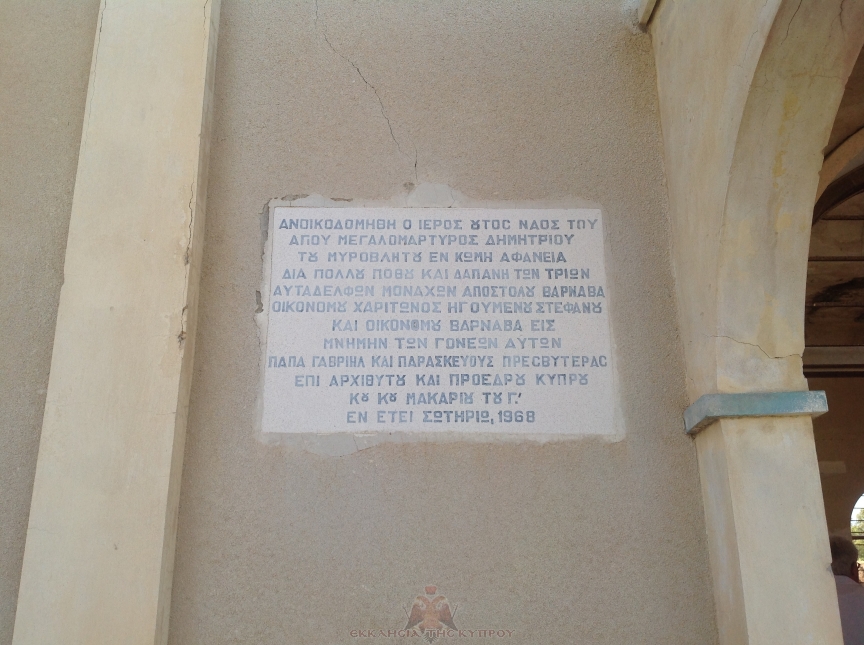 ΑΝΟΙΚΟΔΟΜΗΘΗ Ο ΙΕΡΟΣ ȢΤΟΣ ΝΑΟΣ ΤΟΥ
ΑΓΙΟΥ ΜΕΓΑΛΟΜΑΡΤΥΡΟΣ ΔΗΜΗΤΡΙΟΥ
ΤȢ ΜΥΡΟΒΛΗΤȢ ΕΝ ΚΩΜΗ ΑΦΑΝΕΙΑ
ΔΙΑ ΠΟΛΛȢ ΠΟΘȢ ΚΑΙ ΔΑΠΑΝΗ ΤΩΝ ΤΡΙΩΝ
ΑΥΤΑΔΕΛΦΩΝ ΜΟΝΑΧΩΝ ΑΠΟΣΤΟΛȢ ΒΑΡΝΑΒΑ
ΟΙΚΟΝΟΜȢ ΧΑΡΙΤΩΝΟΣ ΗΓΟΥΜΕΝȢ ΣΤΕΦΑΝȢ
ΚΑΙ ΟΙΚΟΝΟΜȢ ΒΑΡΝΑΒΑ ΕΙΣ
ΜΝΗΜΗΝ ΤΩΝ ΓΟΝΕΩΝ ΑΥΤΩΝ
ΠΑΠΑ ΓΑΒΡΙΗΛ ΚΑΙ ΠΑΡΑΣΚΕΥΟΥΣ ΠΡΕΣΒΥΤΕΡΑΣ
ΕΠΙ ΑΡΧΙΘΥΤȢ ΚΑΙ ΠΡΟΕΔΡȢ ΚΥΠΡȢ
Κȣ Κȣ ΜΑΚΑΡΙȢ ΤȢ Γ.'
ΕΝ ΕΤΕΙ ΣΩΤΗΡΙΩ, 1968
ΕΚΚΛΗΣΙΑ ΤΗΣ ΚΥΠΡΟΥ